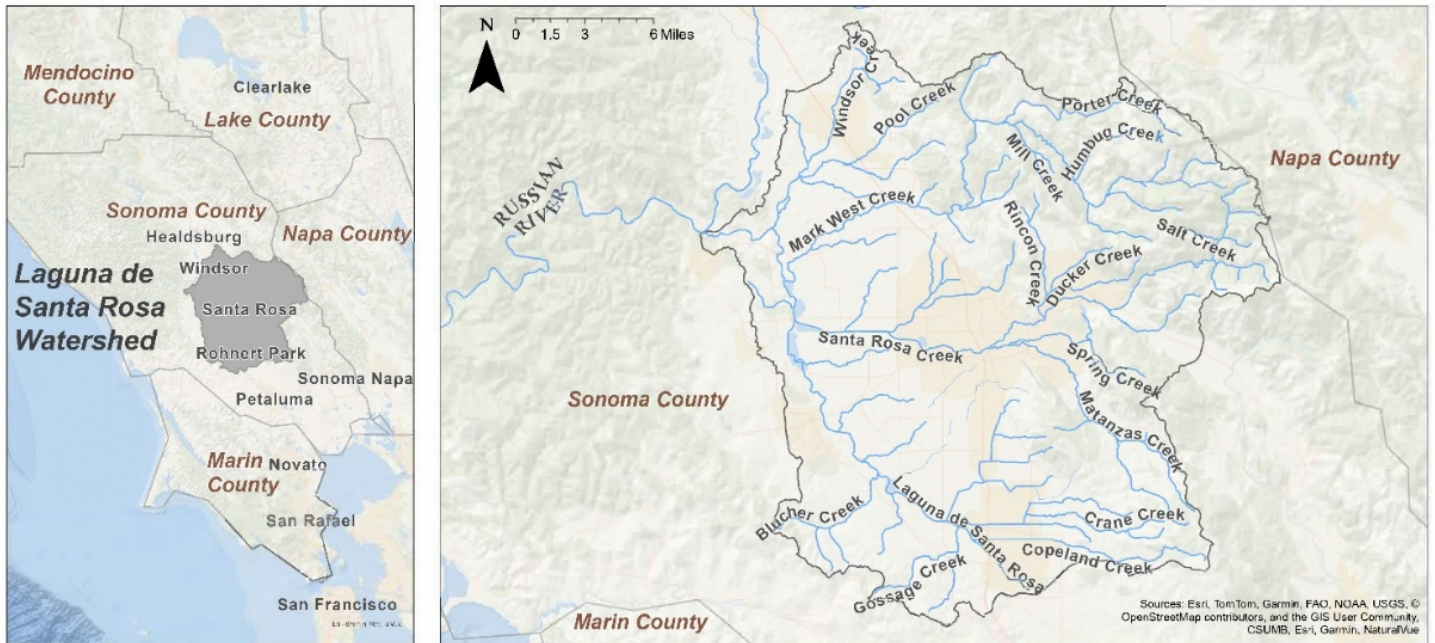 Mendocino
County
Clearlake
Lake County
Sonoma County
Healdsburg
Napa County
Windsor
Laguna de
Santa Rosa
Watershed
Santa Rosa
Rohnert Park
Sonoma Napa
Petaluma
Marin
County
Novato
San Rafael
San Francisco
N
0 1.5 3 6 Miles
Windsor Creek
Pool Creek
Porter Creek
Humbug Creek
Mill Creek
Napa County
RUSSIAN
RIVER
Mark West Creek
Rincon Creek
Salt Creek
Ducker Creek
Santa Rosa Creek
Spring Creek
Sonoma County
Matanzas Creek
Laguna de Santa Rosa
Blucher Creek
Crane Creek
Copeland Creek
Gossage Creek
Marin County
Sources: Esri, TomTom, Garmin, FAO, NOAA, USGS, ©
OpenStreetMap contributors, and the GIS User Community,
CSUMB, Esri, Garmin, NaturalVue